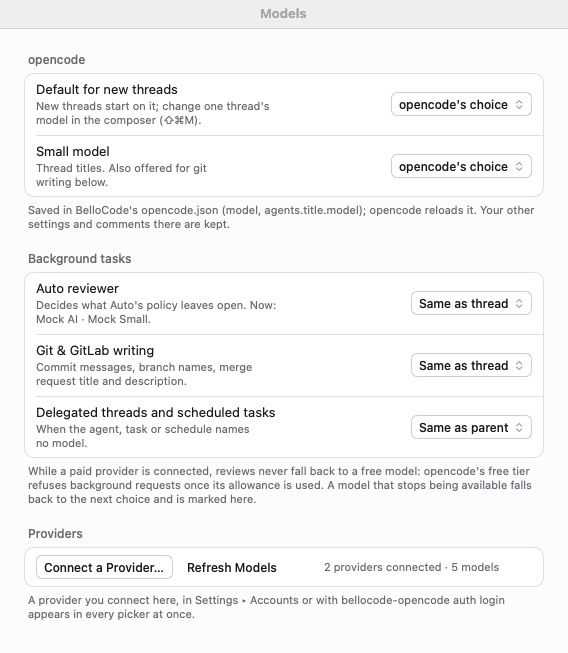 Models
opencode
Default for new threads
New threads start on it; change one thread's
model in the composer (⇧⌘M).
opencode's choice
Small model
Thread titles. Also offered for git
writing below.
opencode's choice
Saved in BelloCode's opencode.json (model, agents.title.model); opencode reloads it. Your other
settings and comments there are kept.
Background tasks
Auto reviewer
Decides what Auto's policy leaves open. Now:
Mock AI · Mock Small.
Same as thread
Git & GitLab writing
Commit messages, branch names, merge
request title and description.
Same as thread
Delegated threads and scheduled tasks
When the agent, task or schedule names
no model.
Same as parent
While a paid provider is connected, reviews never fall back to a free model: opencode's free tier
refuses background requests once its allowance is used. A model that stops being available falls
back to the next choice and is marked here.
Providers
Connect a Provider...
Refresh Models
2 providers connected · 5 models
A provider you connect here, in Settings ▸ Accounts or with bellocode-opencode auth login
appears in every picker at once.